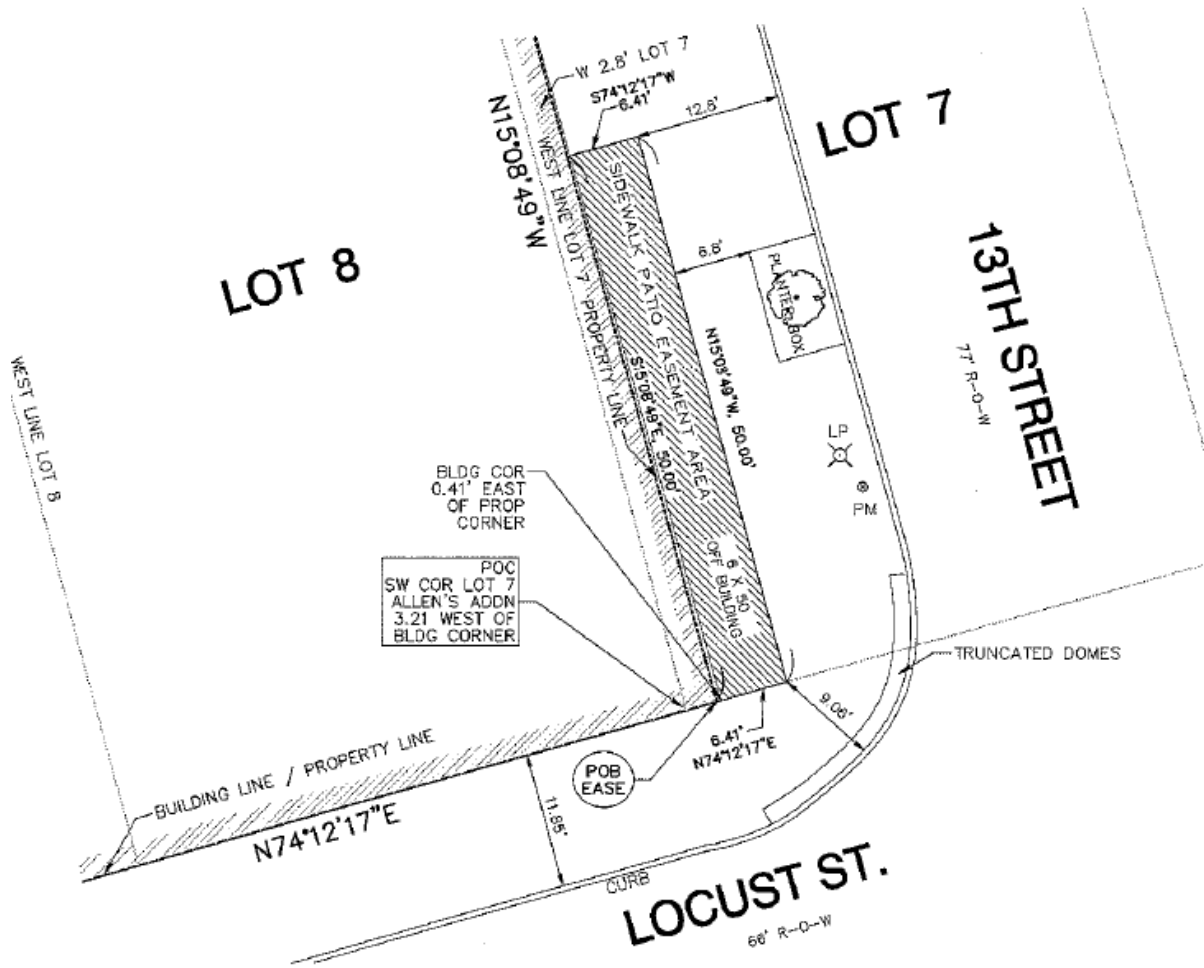 W 2.8' LOT 7
S74°12'17"W
6.41'
12.8'
LOT 7
N15°08'49"W
WEST LINE LOT 7 PROPERTY LINE
SIDEWALK PATIO EASEMENT AREA
LOT 8
6.8'
PLANTER BOX
13TH STREET
77' R-O-W
N15°03'49"W, 50.00'
S15°08'49"E, 50.00'
WEST LINE LOT 8
LP
PM
BLDG COR
0.41' EAST
OF PROP
CORNER
6 X 50
OFF BUILDING
POC
SW COR LOT 7
ALLEN'S ADDN
3.21 WEST OF
BLDG CORNER
TRUNCATED DOMES
9.06'
6.41'
N74°12'17"E
POB
EASE
BUILDING LINE / PROPERTY LINE
N74°12'17"E
11.85'
CURB
LOCUST ST.
66' R-O-W